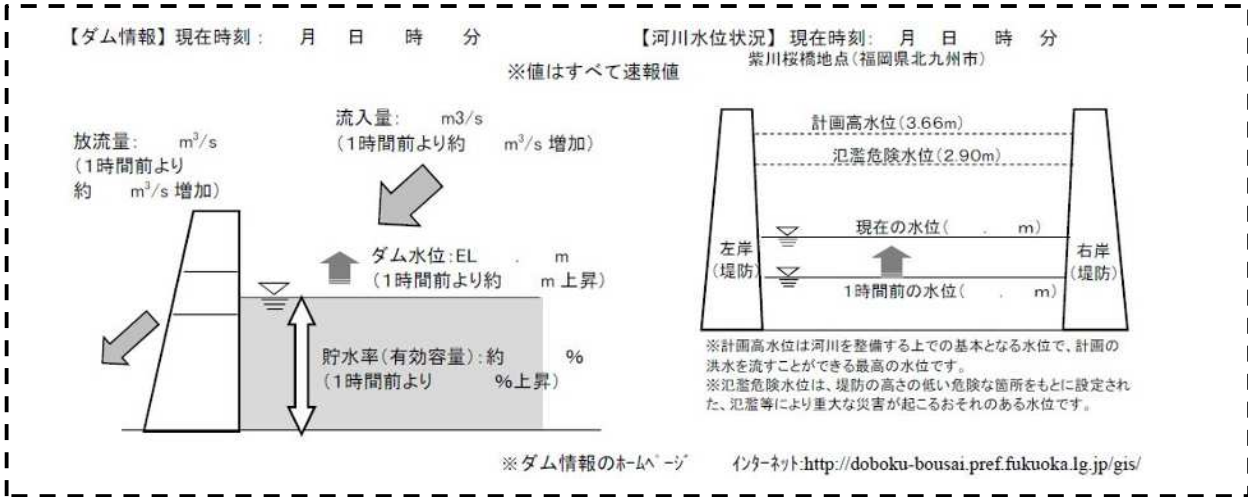 【ダム情報】現在時刻： 月 日 時 分
【河川水位状況】 現在時刻： 月 日 時 分
紫川桜橋地点(福岡県北九州市)
※値はすべて速報値
流入量： m3/s
(1時間前より約 m³/s 増加)
放流量： m³/s
(1時間前より
約 m³/s 増加)
ダム水位：EL . m
(1時間前より約 m 上昇)
貯水率(有効容量)：約 %
(1時間前より %上昇)
計画高水位(3.66m)
氾濫危険水位(2.90m)
現在の水位( . m)
左岸
(堤防)
右岸
(堤防)
1時間前の水位( . m)
※計画高水位は河川を整備する上での基本となる水位で、計画の
洪水を流すことができる最高の水位です。
※氾濫危険水位は、堤防の高さの低い危険な箇所をもとに設定され
た、氾濫等により重大な災害が起こるおそれのある水位です。
※ダム情報のﾎｰﾑﾍﾟｰｼﾞ ｲﾝﾀｰﾈｯﾄ:http://doboku-bousai.pref.fukuoka.lg.jp/gis/